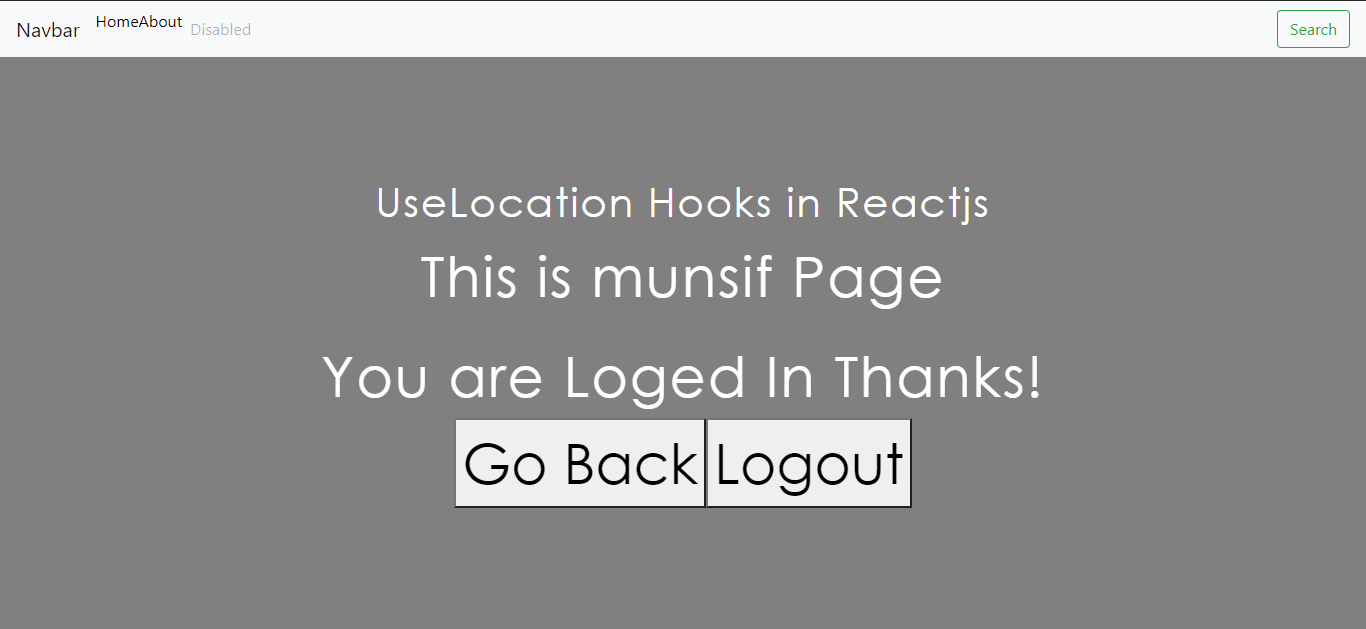 Navbar HomeAbout Disabled Search
UseLocation Hooks in Reactjs
This is munsif Page
You are Loged In Thanks!
Go Back Logout